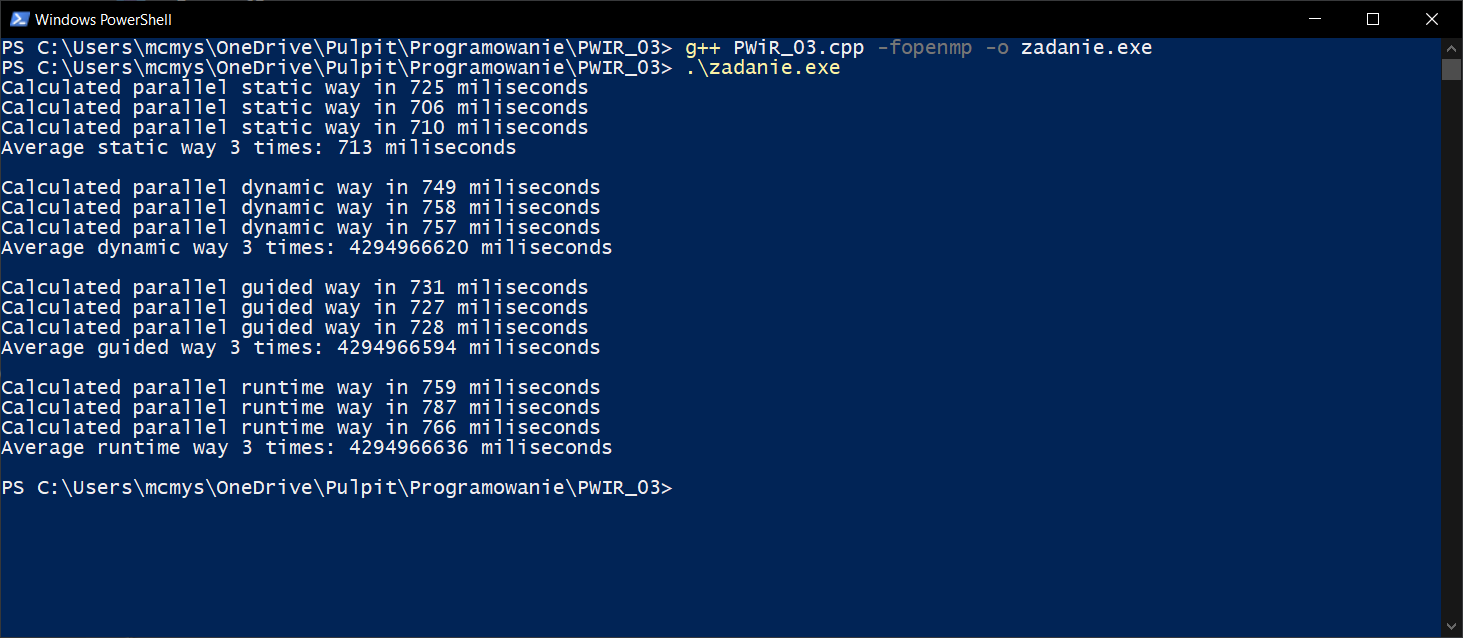 Windows PowerShell
PS C:\Users\mcmys\OneDrive\Pulpit\Programowanie\PWIR_03> g++ PWiR_03.cpp -fopenmp -o zadanie.exe
PS C:\Users\mcmys\OneDrive\Pulpit\Programowanie\PWIR_03> .\zadanie.exe
Calculated parallel static way in 725 miliseconds
Calculated parallel static way in 706 miliseconds
Calculated parallel static way in 710 miliseconds
Average static way 3 times: 713 miliseconds
Calculated parallel dynamic way in 749 miliseconds
Calculated parallel dynamic way in 758 miliseconds
Calculated parallel dynamic way in 757 miliseconds
Average dynamic way 3 times: 4294966620 miliseconds
Calculated parallel guided way in 731 miliseconds
Calculated parallel guided way in 727 miliseconds
Calculated parallel guided way in 728 miliseconds
Average guided way 3 times: 4294966594 miliseconds
Calculated parallel runtime way in 759 miliseconds
Calculated parallel runtime way in 787 miliseconds
Calculated parallel runtime way in 766 miliseconds
Average runtime way 3 times: 4294966636 miliseconds
PS C:\Users\mcmys\OneDrive\Pulpit\Programowanie\PWIR_03>